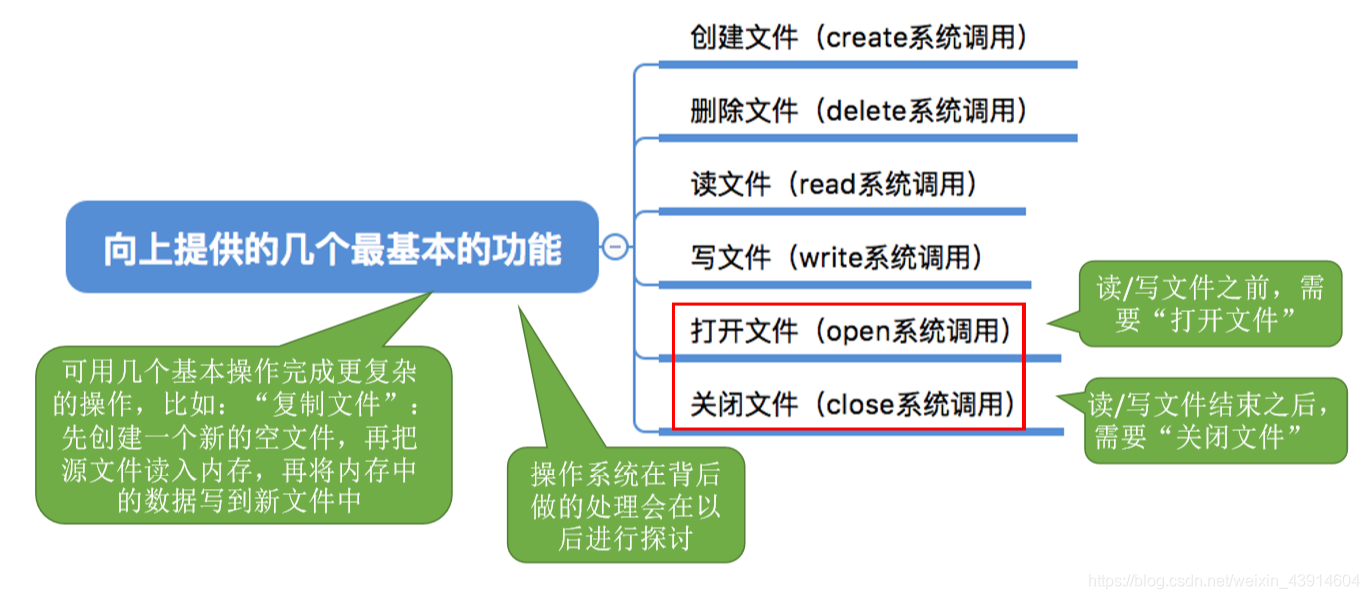 创建文件（create系统调用）
删除文件（delete系统调用）
读文件（read系统调用）
向上提供的几个最基本的功能
写文件（write系统调用）
打开文件（open系统调用）
关闭文件（close系统调用）
读/写文件之前，需
要“打开文件”
读/写文件结束之后，
需要“关闭文件”
可用几个基本操作完成更复杂
的操作，比如：“复制文件”：
先创建一个新的空文件，再把
源文件读入内存，再将内存中
的数据写到新文件中
操作系统在背后
做的处理会在以
后进行探讨
https://blog.csdn.net/weixin_43914604